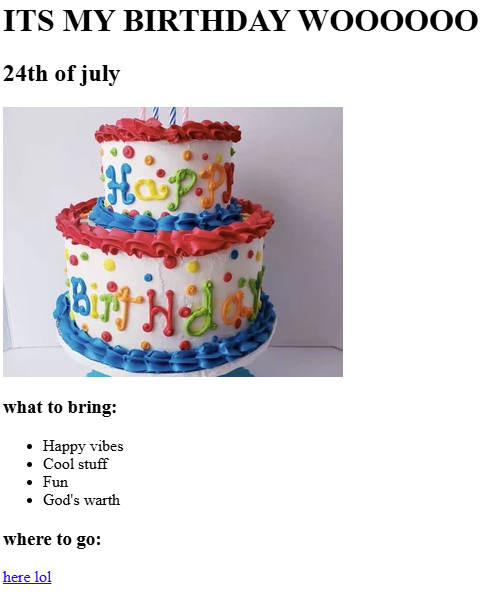 ITS MY BIRTHDAY WOOOOOO
24th of july
HaPPY
BirtHdaY
what to bring:
Happy vibes
Cool stuff
Fun
God's warth
where to go:
here lol